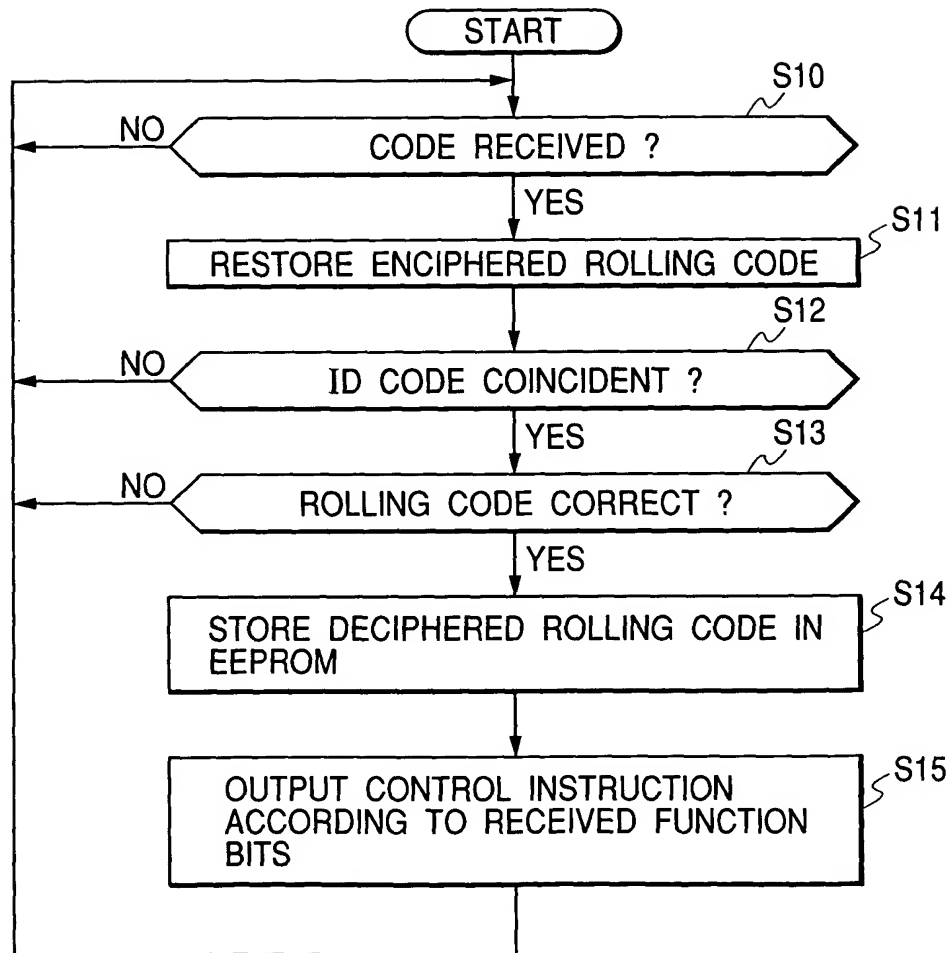 START
S10
NO
CODE RECEIVED ?
YES
S11
RESTORE ENCIPHERED ROLLING CODE
S12
NO
ID CODE COINCIDENT ?
YES
S13
NO
ROLLING CODE CORRECT ?
YES
S14
STORE DECIPHERED ROLLING CODE IN
EEPROM
S15
OUTPUT CONTROL INSTRUCTION
ACCORDING TO RECEIVED FUNCTION
BITS